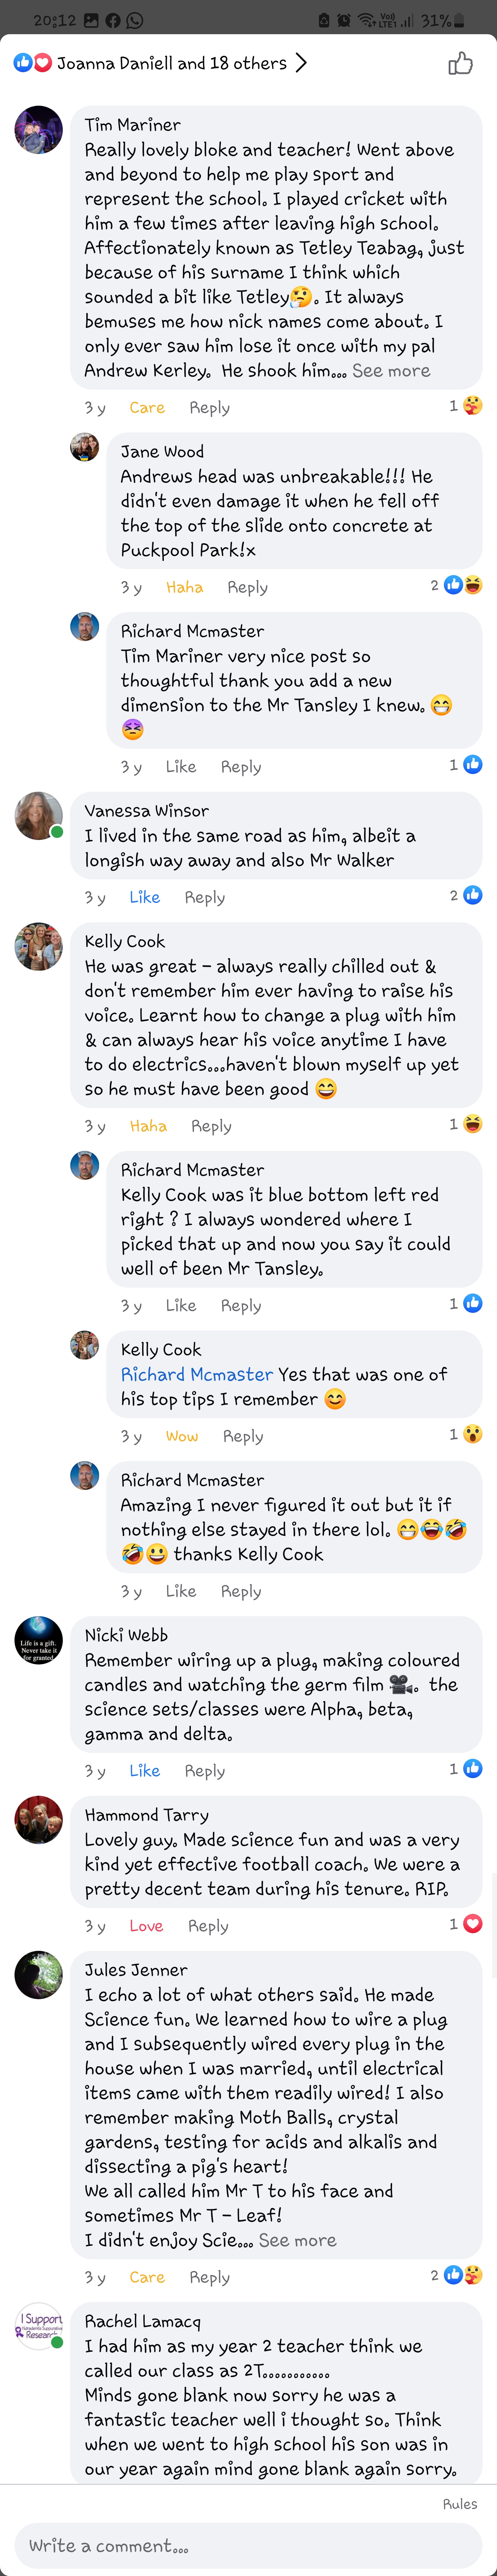 20:12
Vo))
LTE1
31%
Joanna Daniell and 18 others
Tim Mariner
Really lovely bloke and teacher! Went above
and beyond to help me play sport and
represent the school. I played cricket with
him a few times after leaving high school.
Affectionately known as Tetley Teabag, just
because of his surname I think which
sounded a bit like Tetley🤔. It always
bemuses me how nick names come about. I
only ever saw him lose it once with my pal
Andrew Kerley. He shook him... See more
3 y Care Reply 1
Jane Wood
Andrews head was unbreakable!!! He
didn't even damage it when he fell off
the top of the slide onto concrete at
Puckpool Park!x
3 y Haha Reply 2
Richard Mcmaster
Tim Mariner very nice post so
thoughtful thank you add a new
dimension to the Mr Tansley I knew. 😁
😣
3 y Like Reply 1
Vanessa Winsor
I lived in the same road as him, albeit a
longish way away and also Mr Walker
3 y Like Reply 2
Kelly Cook
He was great – always really chilled out &
don't remember him ever having to raise his
voice. Learnt how to change a plug with him
& can always hear his voice anytime I have
to do electrics...haven't blown myself up yet
so he must have been good 😄
3 y Haha Reply 1
Richard Mcmaster
Kelly Cook was it blue bottom left red
right ? I always wondered where I
picked that up and now you say it could
well of been Mr Tansley.
3 y Like Reply 1
Kelly Cook
Richard Mcmaster Yes that was one of
his top tips I remember 😊
3 y Wow Reply 1
Richard Mcmaster
Amazing I never figured it out but it if
nothing else stayed in there lol. 😁😂🤣
🤣😀 thanks Kelly Cook
3 y Like Reply
Life is a gift.
Never take it
for granted
Nicki Webb
Remember wiring up a plug, making coloured
candles and watching the germ film 🎥. the
science sets/classes were Alpha, beta,
gamma and delta.
3 y Like Reply 1
Hammond Tarry
Lovely guy. Made science fun and was a very
kind yet effective football coach. We were a
pretty decent team during his tenure. RIP.
3 y Love Reply 1
Jules Jenner
I echo a lot of what others said. He made
Science fun. We learned how to wire a plug
and I subsequently wired every plug in the
house when I was married, until electrical
items came with them readily wired! I also
remember making Moth Balls, crystal
gardens, testing for acids and alkalis and
dissecting a pig's heart!
We all called him Mr T to his face and
sometimes Mr T – Leaf!
I didn't enjoy Scie... See more
3 y Care Reply 2
I Support
Research
Rachel Lamacq
I had him as my year 2 teacher think we
called our class as 2T...........
Minds gone blank now sorry he was a
fantastic teacher well i thought so. Think
when we went to high school his son was in
our year again mind gone blank again sorry.
Rules
Write a comment...